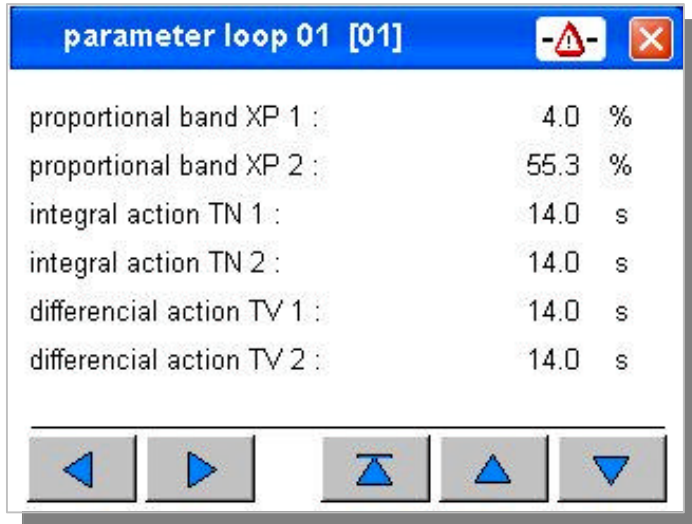 parameter loop 01 [01]
proportional band XP 1 : 4.0 %
proportional band XP 2 : 55.3 %
integral action TN 1 : 14.0 s
integral action TN 2 : 14.0 s
differencial action TV 1 : 14.0 s
differencial action TV 2 : 14.0 s